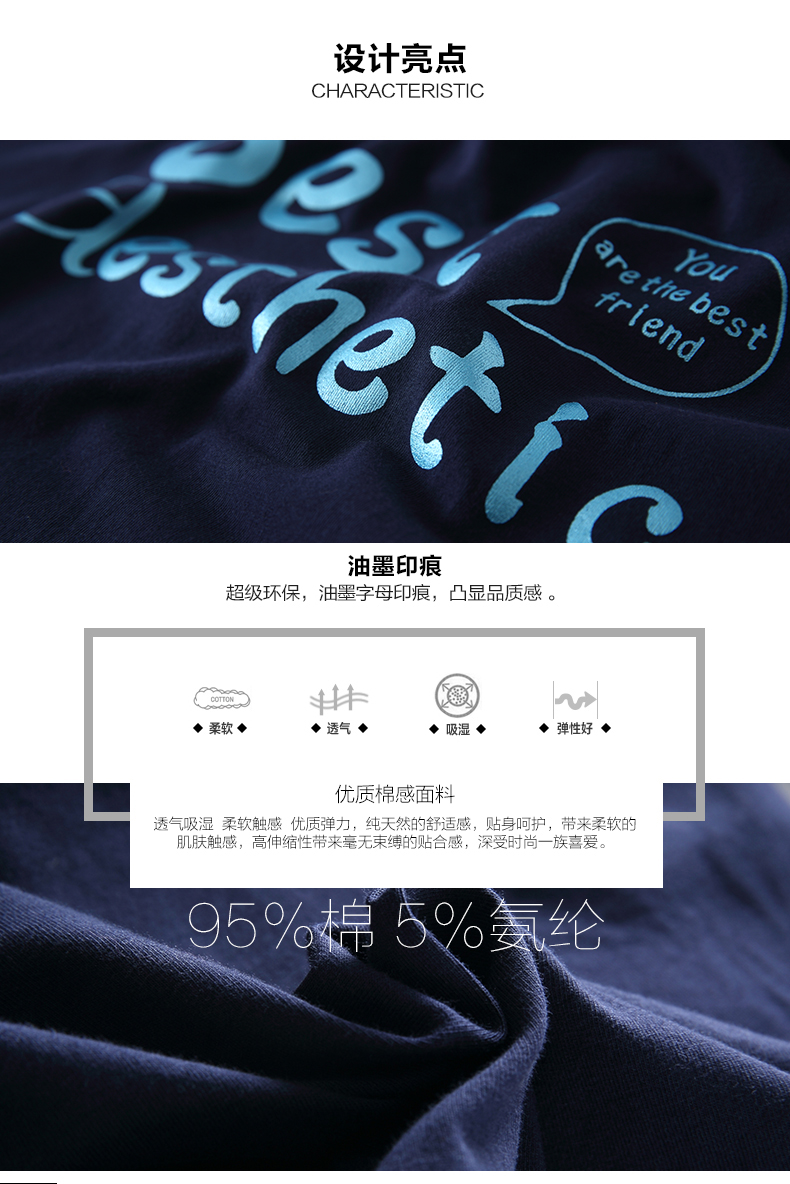 设计亮点
CHARACTERISTIC
Best
Aesthetic
You
are the best
friend
油墨印痕
超级环保，油墨字母印痕，凸显品质感 。
COTTON
◆ 柔软 ◆
◆ 透气 ◆
◆ 吸湿 ◆
◆ 弹性好 ◆
优质棉感面料
透气吸湿 柔软触感 优质弹力，纯天然的舒适感，贴身呵护，带来柔软的
肌肤触感，高伸缩性带来毫无束缚的贴合感，深受时尚一族喜爱。
95%棉 5%氨纶